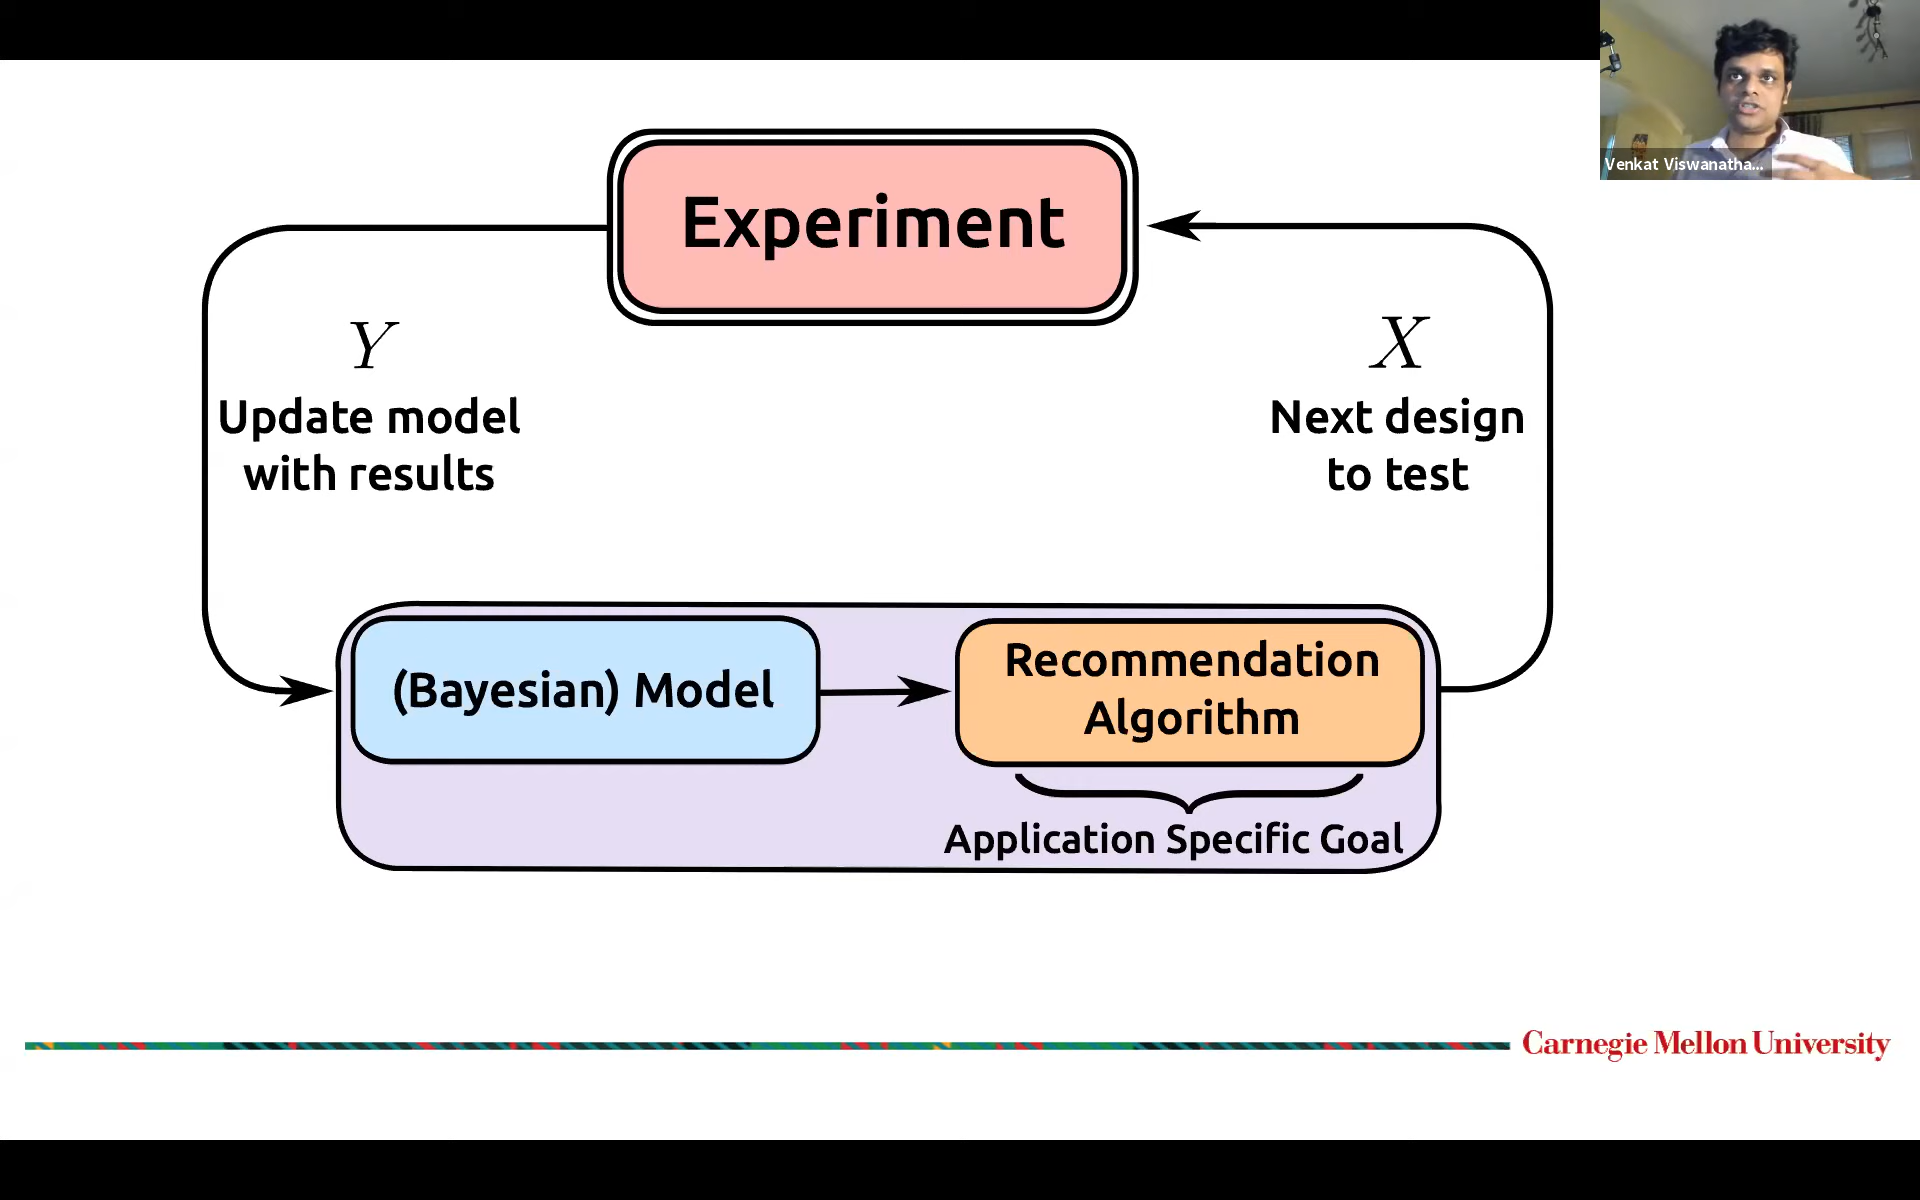 Venkat Viswanatha...
Experiment
Y
Update model
with results
X
Next design
to test
(Bayesian) Model
Recommendation
Algorithm
Application Specific Goal
Carnegie Mellon University